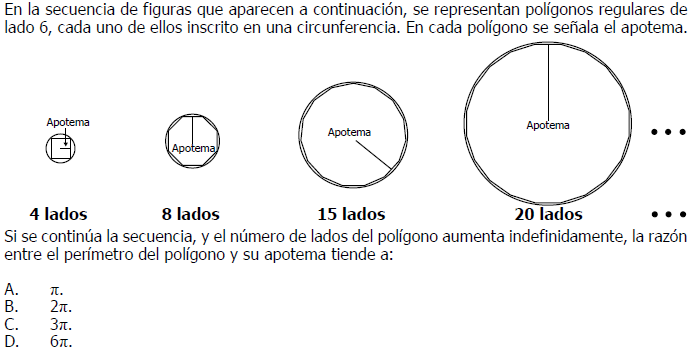 En la secuencia de figuras que aparecen a continuación, se representan polígonos regulares de
lado 6, cada uno de ellos inscrito en una circunferencia. En cada polígono se señala el apotema.
Apotema
Apotema
Apotema
Apotema
4 lados 8 lados 15 lados 20 lados
Si se continúa la secuencia, y el número de lados del polígono aumenta indefinidamente, la razón
entre el perímetro del polígono y su apotema tiende a:
A. π.
B. 2π.
C. 3π.
D. 6π.